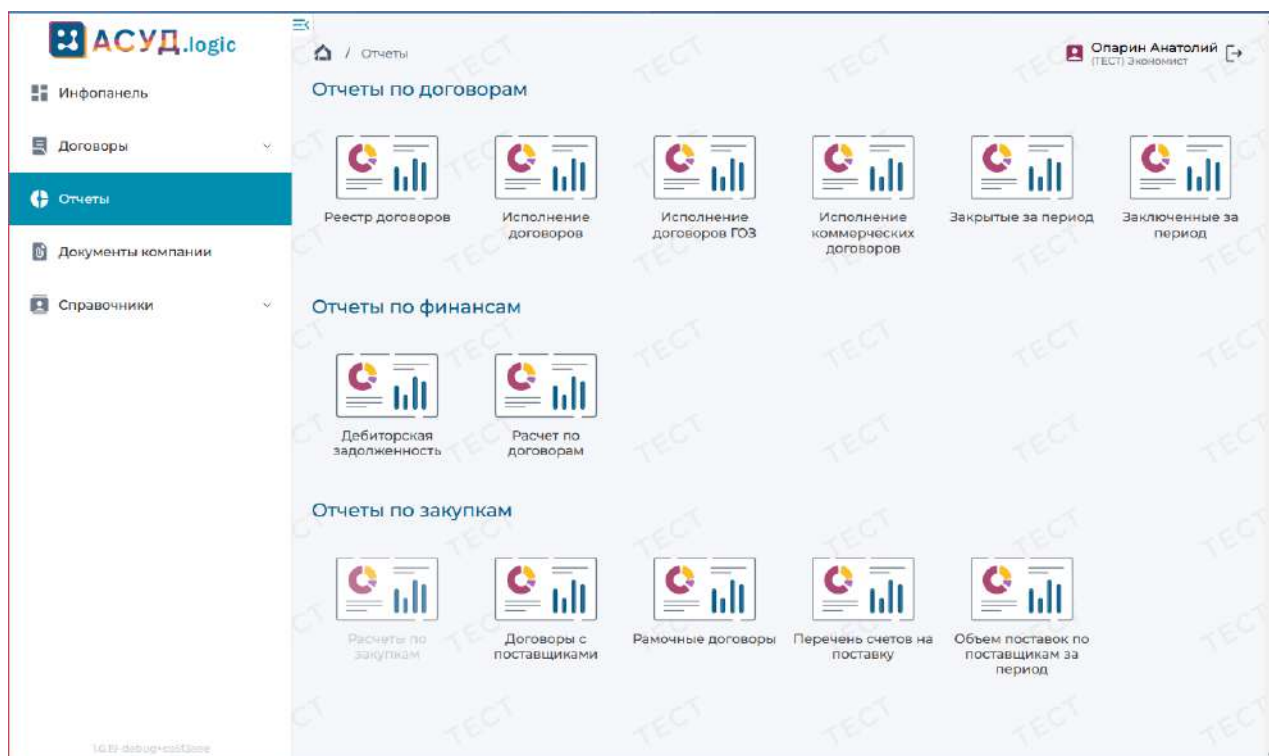 АСУД.logic
Инфопанель
Договоры
Отчеты
Документы компании
Справочники
/ Отчеты
Опарин Анатолий
(ТЕСТ) Экономист
Отчеты по договорам
Реестр договоров
Исполнение
договоров
Исполнение
договоров ГОЗ
Исполнение
коммерческих
договоров
Закрытые за период
Заключенные за
период
Отчеты по финансам
Дебиторская
задолженность
Расчет по
договорам
Отчеты по закупкам
Расчеты по
закупкам
Договоры с
поставщиками
Рамочные договоры
Перечень счетов на
поставку
Объем поставок по
поставщикам за
период
ТЕСТ